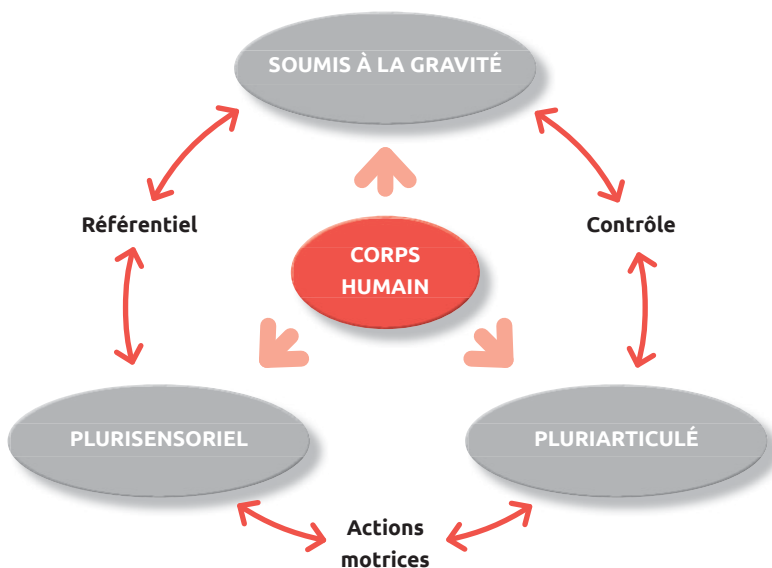 SOUMIS À LA GRAVITÉ
Référentiel
Contrôle
CORPS
HUMAIN
PLURISENSORIEL
PLURIARTICULÉ
Actions
motrices